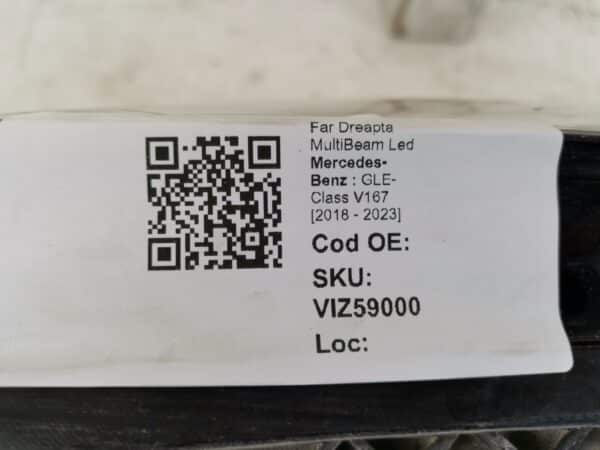 Far Dreapta
MultiBeam Led
Mercedes-
Benz : GLE-
Class V167
[2018 - 2023]
Cod OE:
SKU:
VIZ59000
Loc: